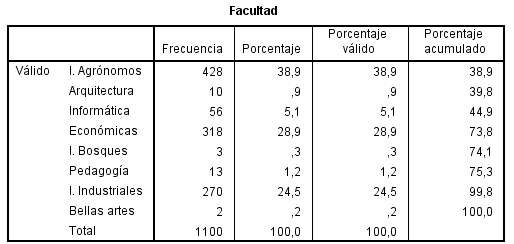 Facultad
Frecuencia Porcentaje Porcentaje válido Porcentaje acumulado
Válido I. Agrónomos 428 38,9 38,9 38,9
Arquitectura 10 ,9 ,9 39,8
Informática 56 5,1 5,1 44,9
Económicas 318 28,9 28,9 73,8
I. Bosques 3 ,3 ,3 74,1
Pedagogía 13 1,2 1,2 75,3
I. Industriales 270 24,5 24,5 99,8
Bellas artes 2 ,2 ,2 100,0
Total 1100 100,0 100,0